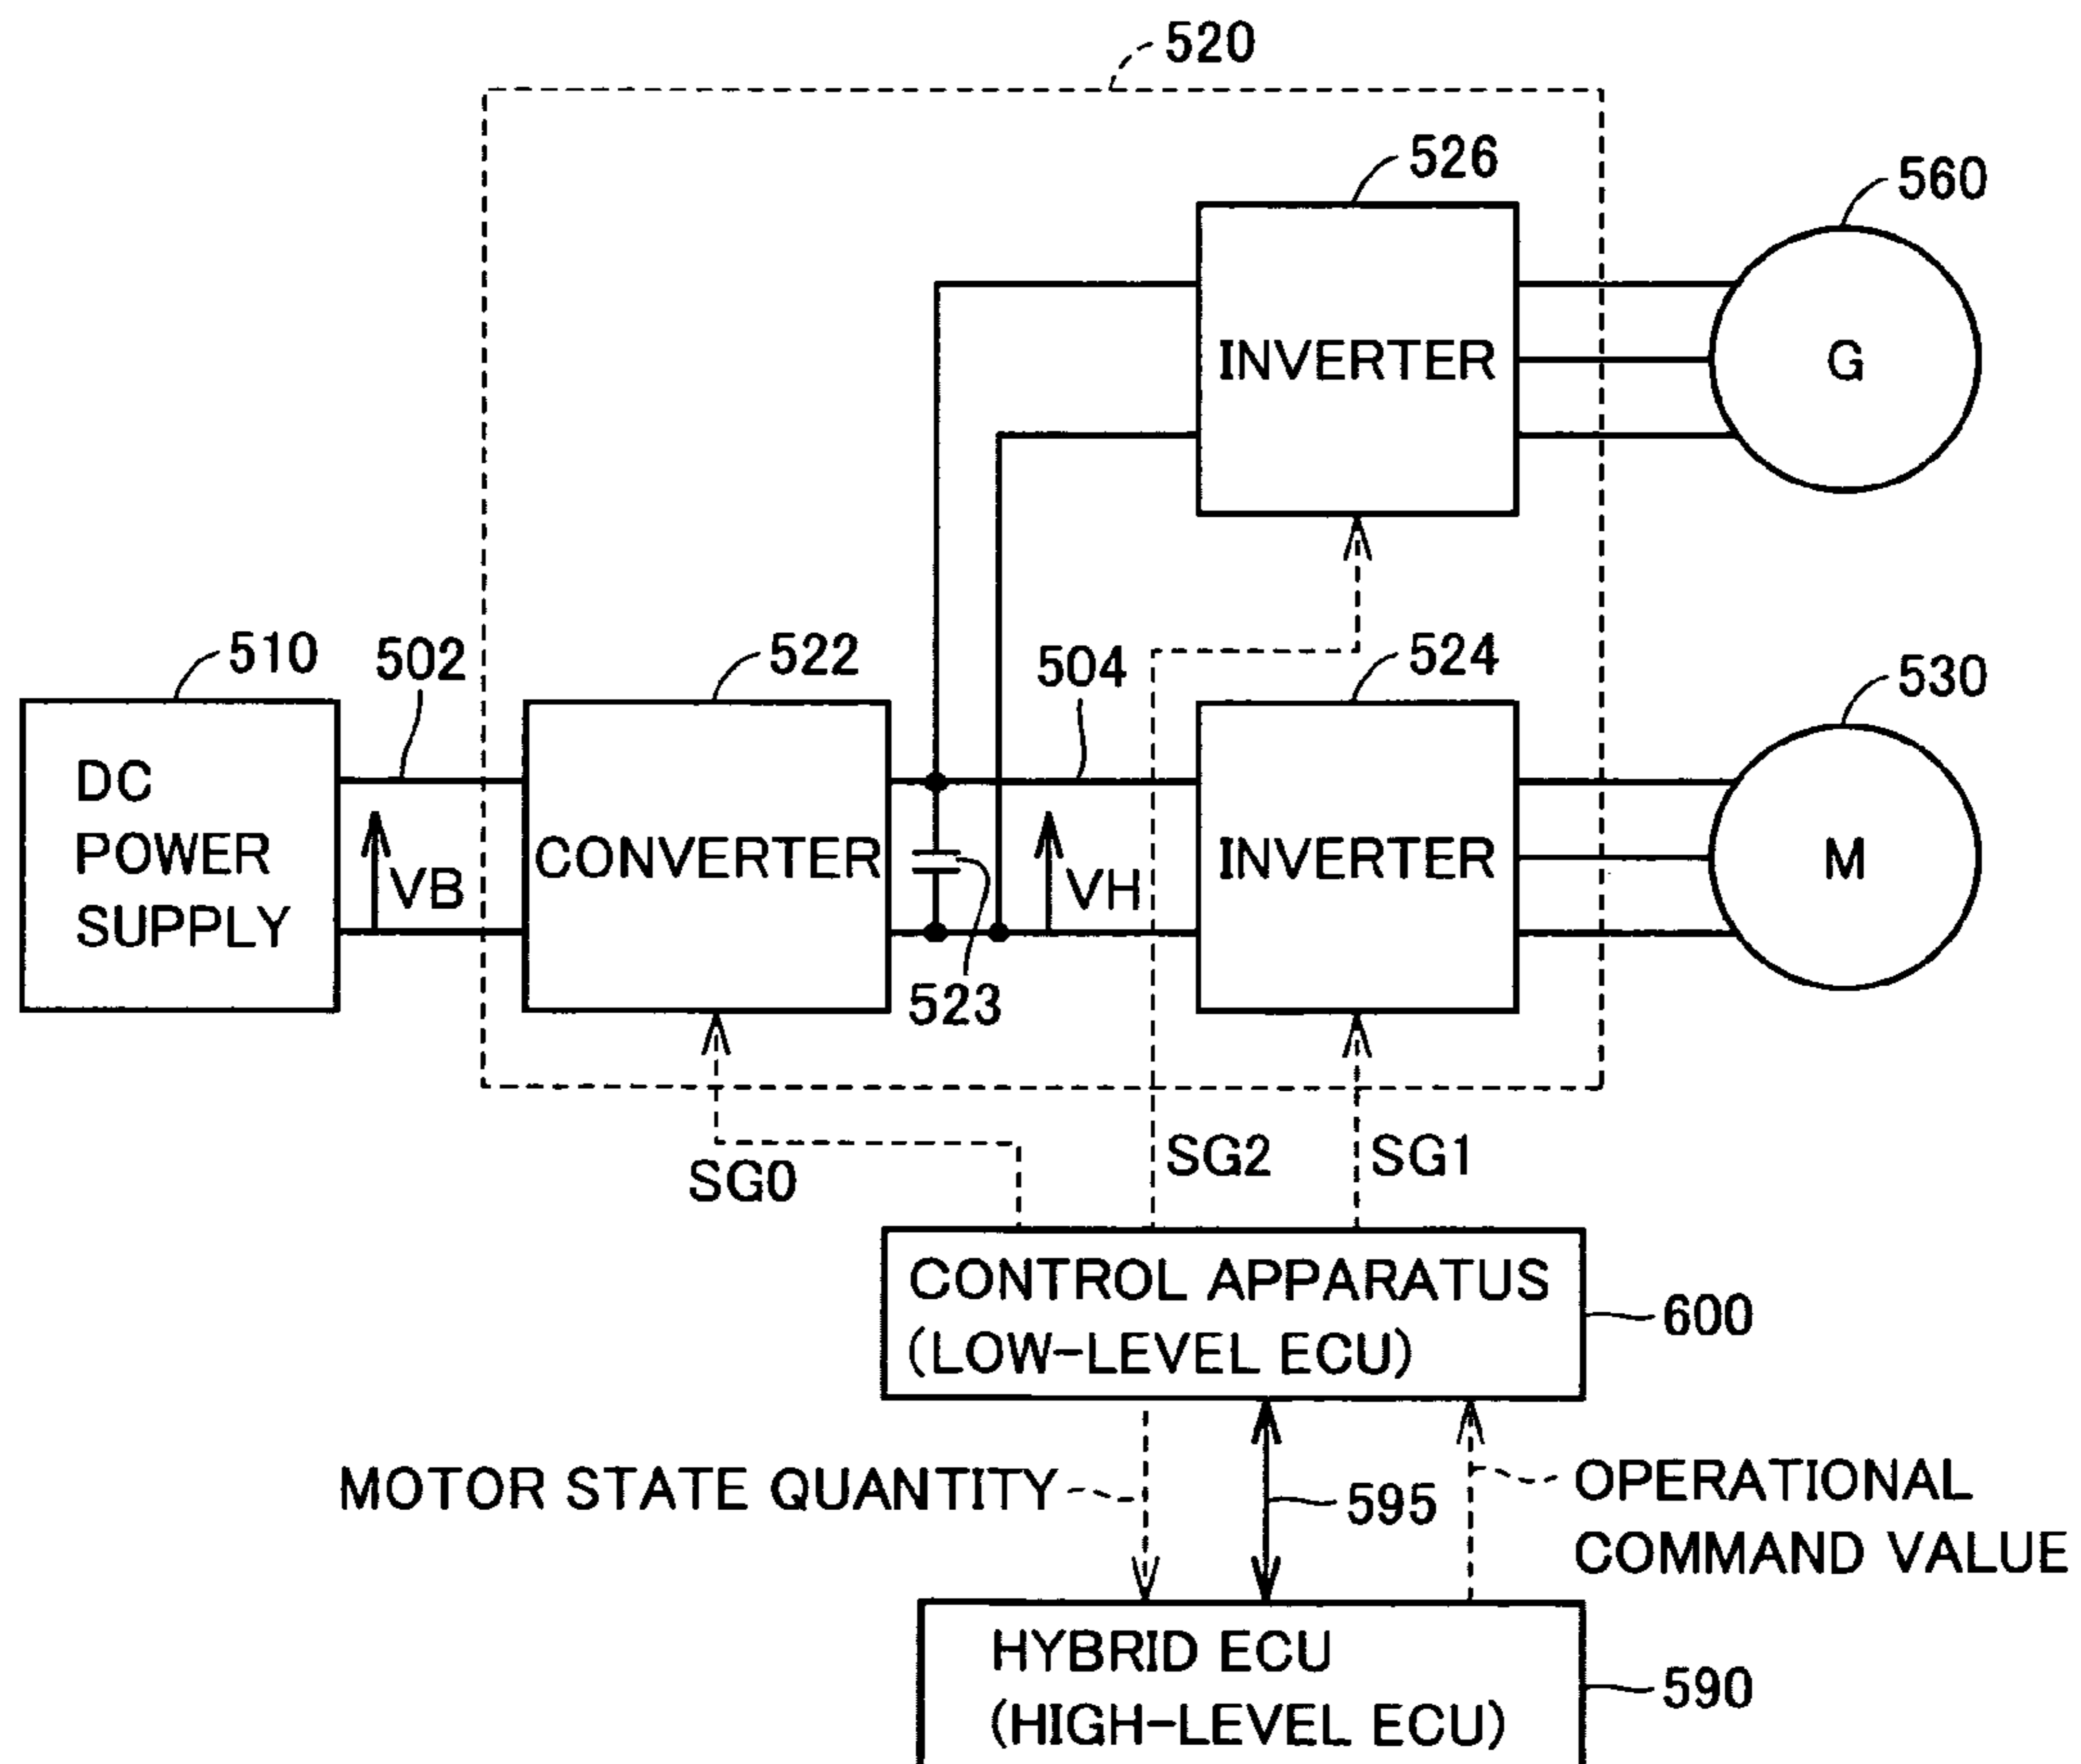 520
526
560
INVERTER
G
510
502
522
504
524
530
DC
POWER
SUPPLY
VB
CONVERTER
523
VH
INVERTER
M
SG0
SG2
SG1
CONTROL APPARATUS
(LOW-LEVEL ECU)
600
MOTOR STATE QUANTITY
595
OPERATIONAL
COMMAND VALUE
HYBRID ECU
(HIGH-LEVEL ECU)
590